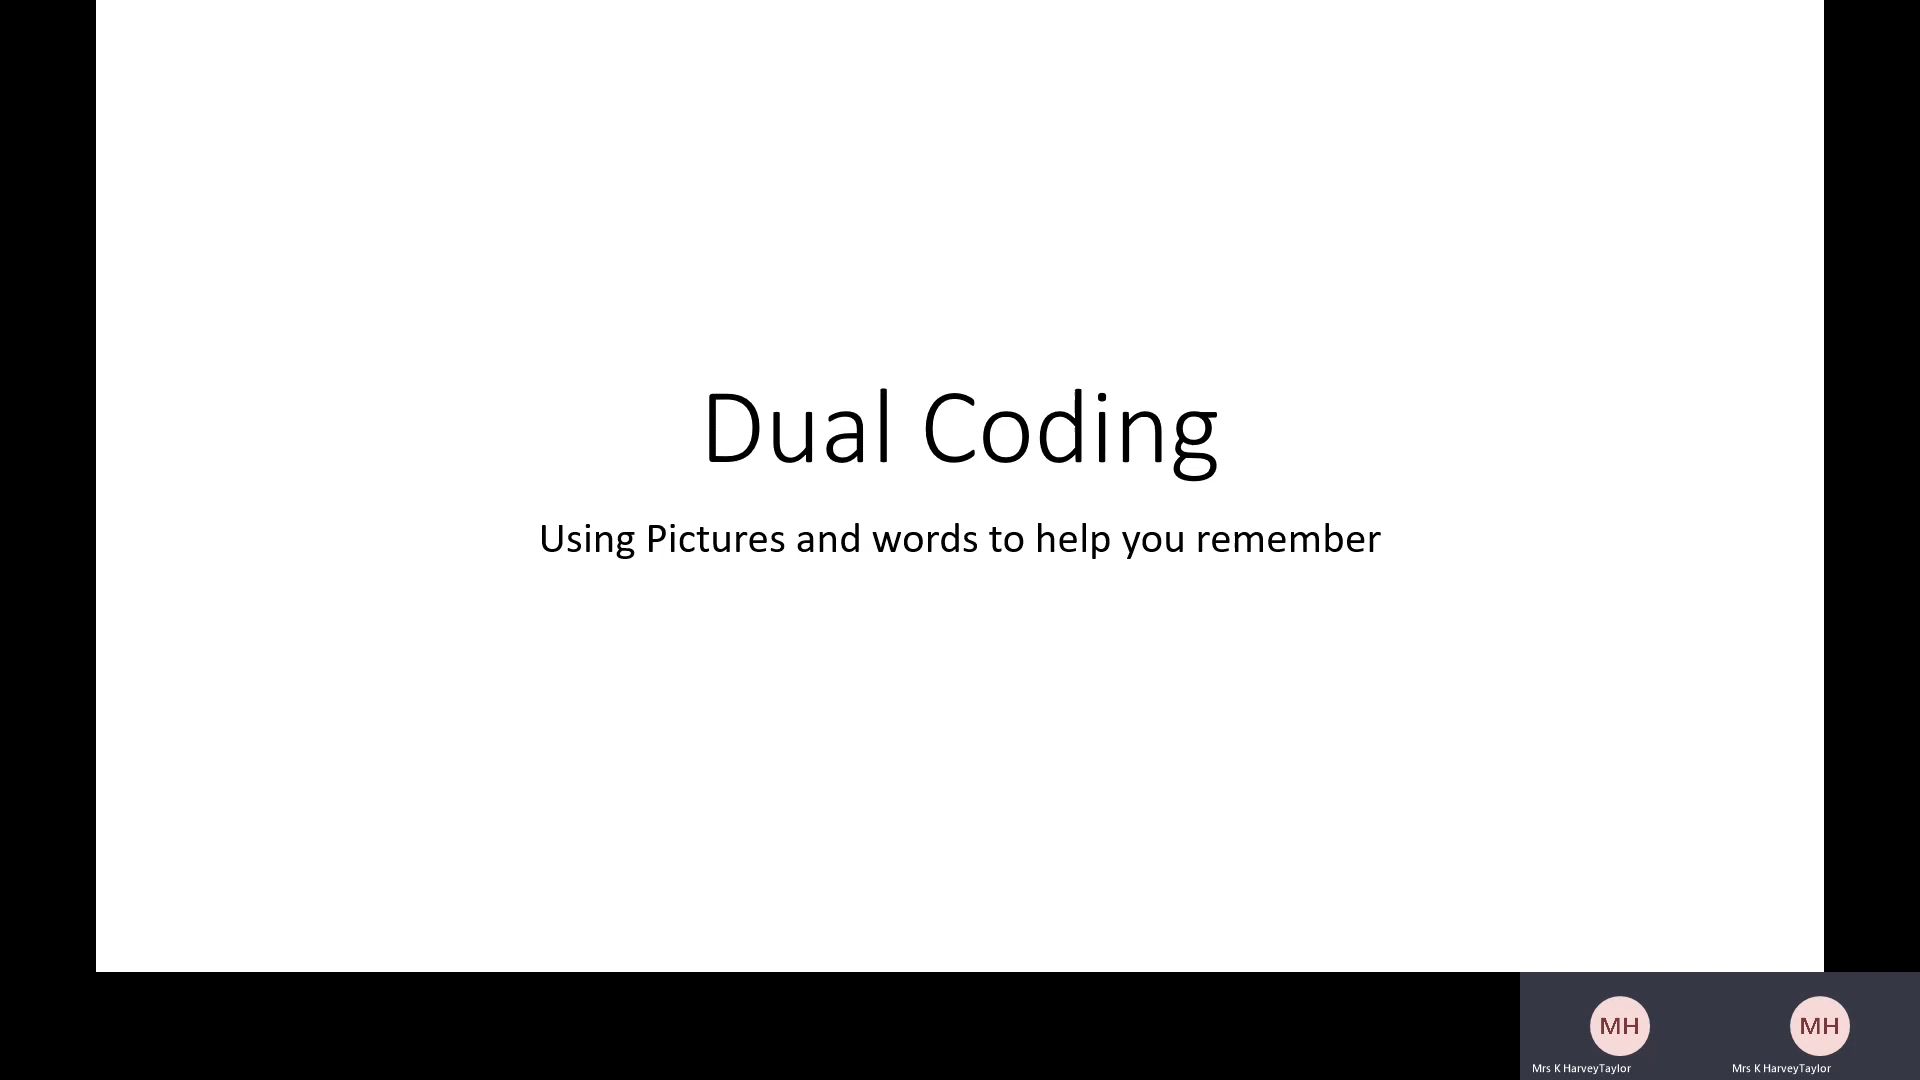 Dual Coding
Using Pictures and words to help you remember
MH
MH
Mrs K HarveyTaylor
Mrs K HarveyTaylor